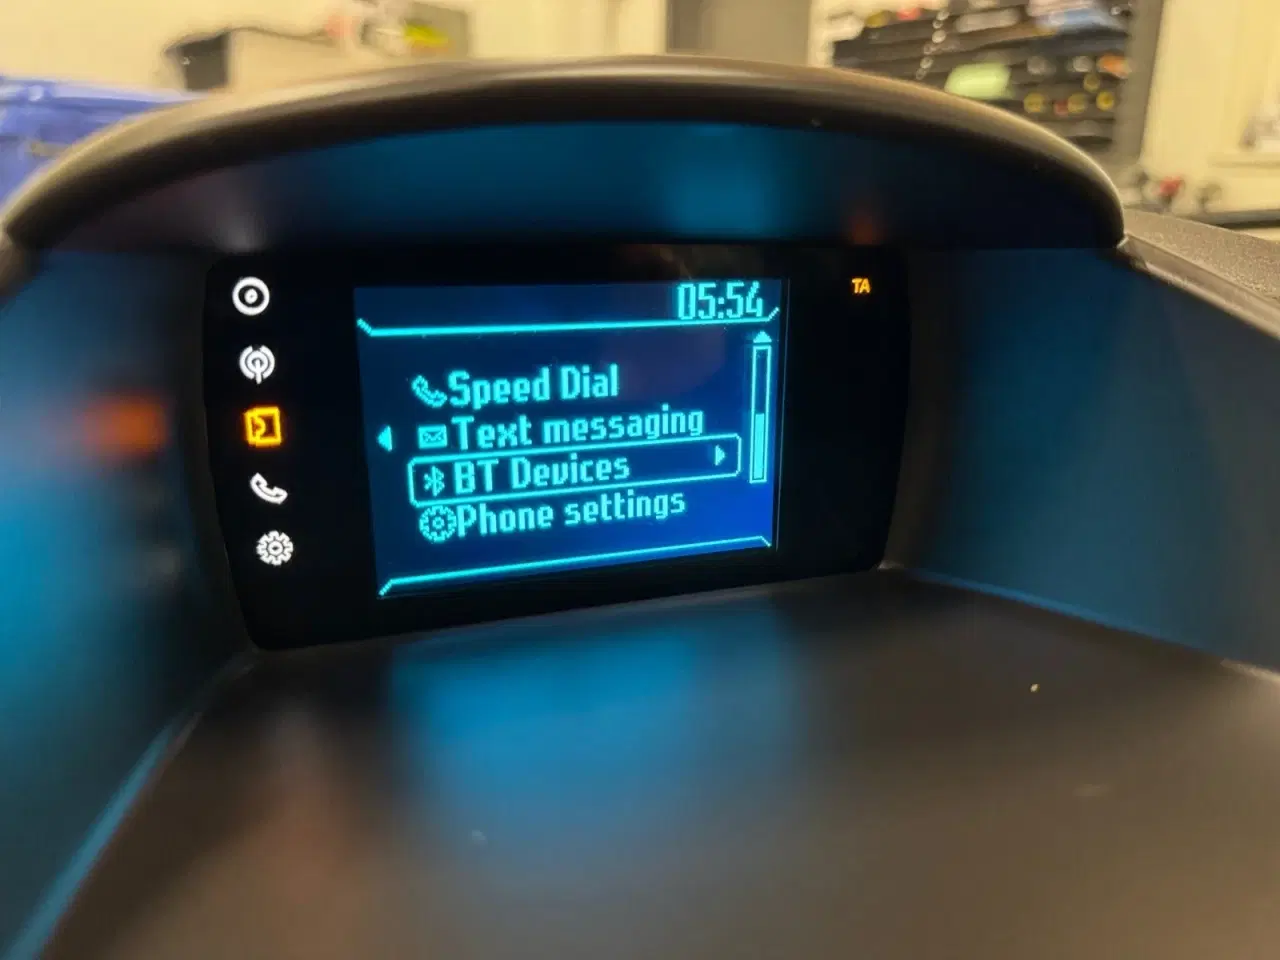 05:54
TA
Speed Dial
Text messaging
BT Devices
Phone settings